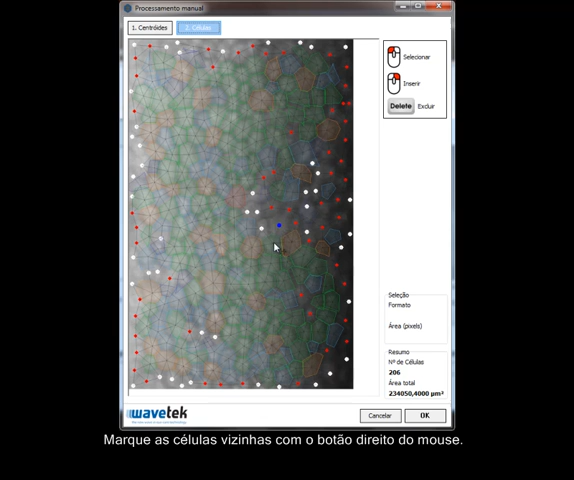 Processamento manual
1. Centróides
2. Células
Selecionar
Inserir
Delete Excluir
Seleção
Formato
Área (pixels)
Resumo
Nº de Células
206
Área total
234050,4000 µm²
wavetek
Cancelar
OK
Marque as células vizinhas com o botão direito do mouse.